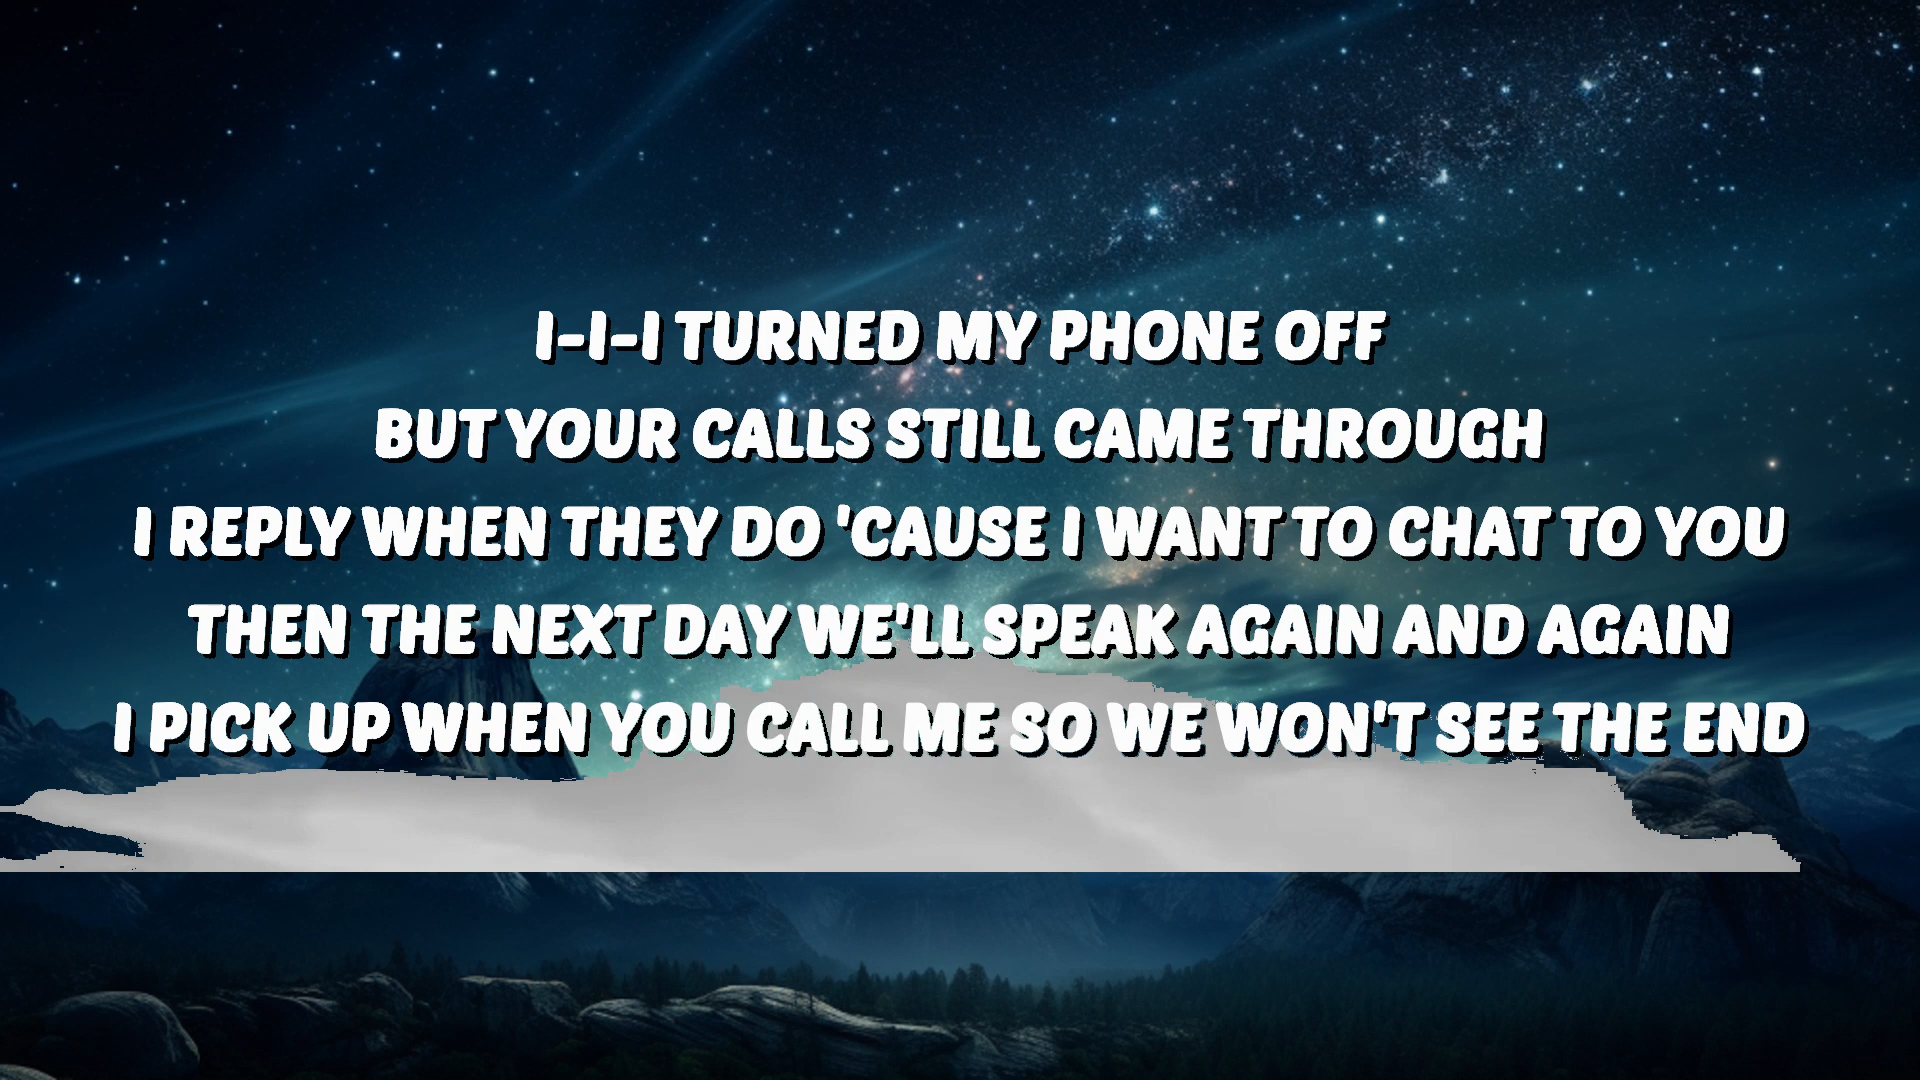 I-I-I TURNED MY PHONE OFF
BUT YOUR CALLS STILL CAME THROUGH
I REPLY WHEN THEY DO 'CAUSE I WANT TO CHAT TO YOU
THEN THE NEXT DAY WE'LL SPEAK AGAIN AND AGAIN
I PICK UP WHEN YOU CALL ME SO WE WON'T SEE THE END